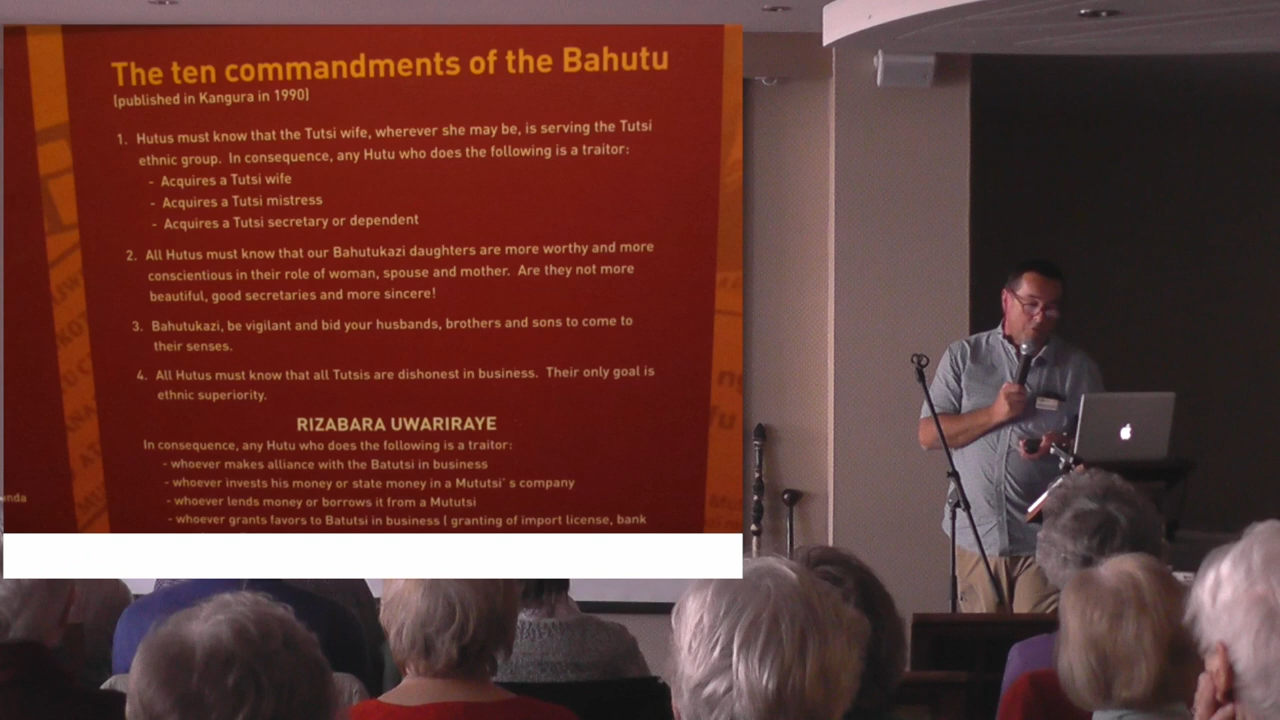 The ten commandments of the Bahutu
(published in Kangura in 1990)
1. Hutus must know that the Tutsi wife, wherever she may be, is serving the Tutsi
ethnic group. In consequence, any Hutu who does the following is a traitor:
- Acquires a Tutsi wife
- Acquires a Tutsi mistress
- Acquires a Tutsi secretary or dependent
2. All Hutus must know that our Bahutukazi daughters are more worthy and more
conscientious in their role of woman, spouse and mother. Are they not more
beautiful, good secretaries and more sincere!
3. Bahutukazi, be vigilant and bid your husbands, brothers and sons to come to
their senses.
4. All Hutus must know that all Tutsis are dishonest in business. Their only goal is
ethnic superiority.
RIZABARA UWARIRAYE
In consequence, any Hutu who does the following is a traitor:
- whoever makes alliance with the Batutsi in business
- whoever invests his money or state money in a Mututsi's company
- whoever lends money or borrows it from a Mututsi
- whoever grants favors to Batutsi in business ( granting of import license, bank